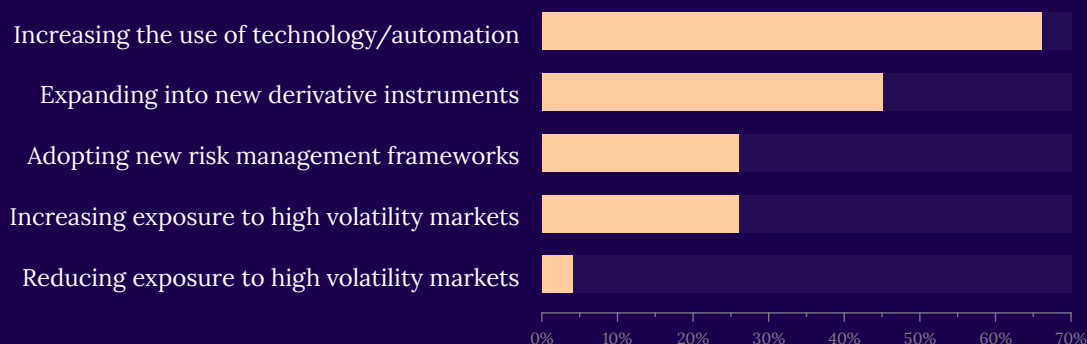 Increasing the use of technology/automation
Expanding into new derivative instruments
Adopting new risk management frameworks
Increasing exposure to high volatility markets
Reducing exposure to high volatility markets
0% 10% 20% 30% 40% 50% 60% 70%